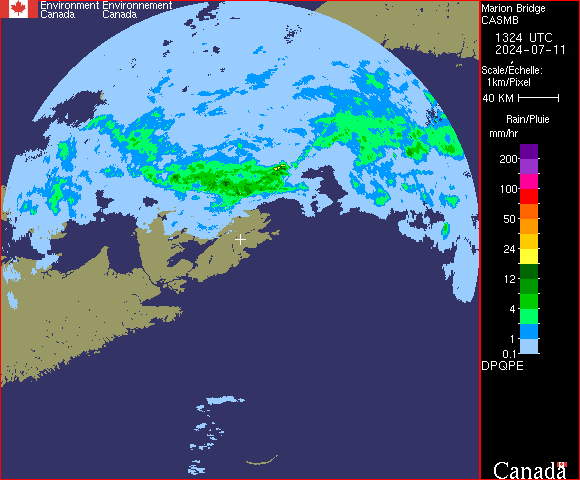 Environment Environnement
Canada Canada
Marion Bridge
CASMB
1324 UTC
2024-07-11
Scale/Échelle:
1km/Pixel
40 KM
Rain/Pluie
mm/hr
200
100
50
24
12
4
1
0.1
DPQPE
Canada